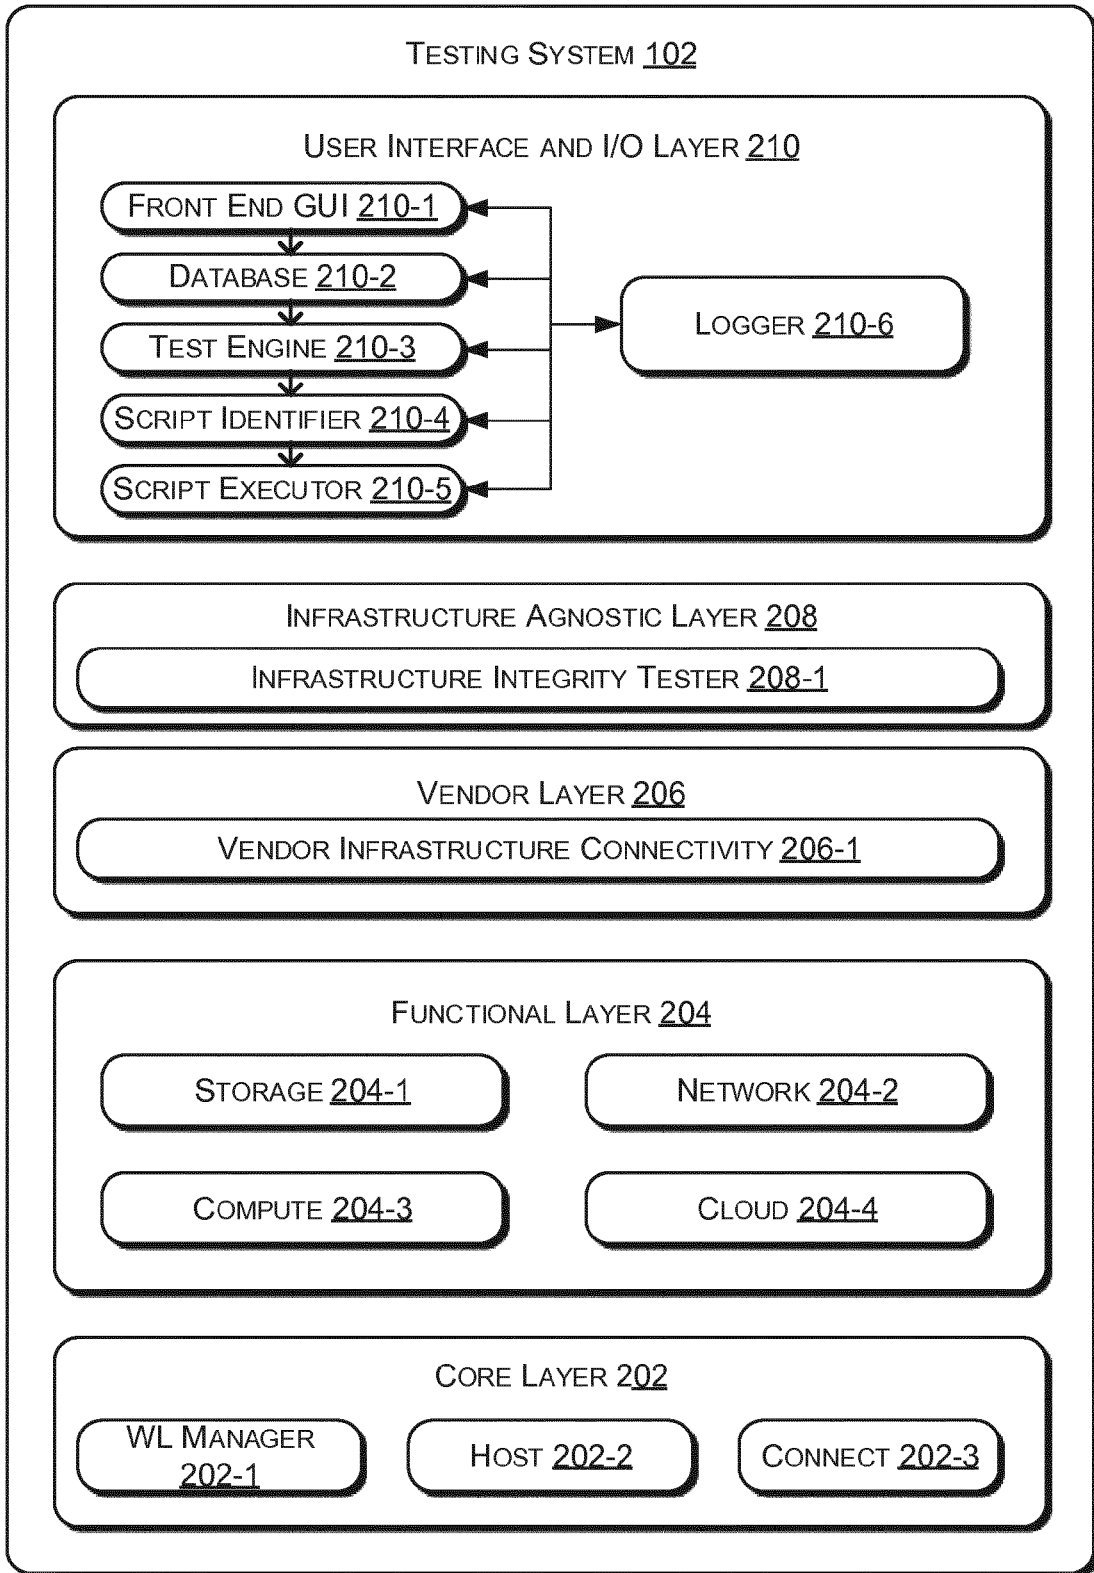 TESTING SYSTEM 102
USER INTERFACE AND I/O LAYER 210
FRONT END GUI 210-1
DATABASE 210-2
TEST ENGINE 210-3
SCRIPT IDENTIFIER 210-4
SCRIPT EXECUTOR 210-5
LOGGER 210-6
INFRASTRUCTURE AGNOSTIC LAYER 208
INFRASTRUCTURE INTEGRITY TESTER 208-1
VENDOR LAYER 206
VENDOR INFRASTRUCTURE CONNECTIVITY 206-1
FUNCTIONAL LAYER 204
STORAGE 204-1
NETWORK 204-2
COMPUTE 204-3
CLOUD 204-4
CORE LAYER 202
WL MANAGER
202-1
HOST 202-2
CONNECT 202-3